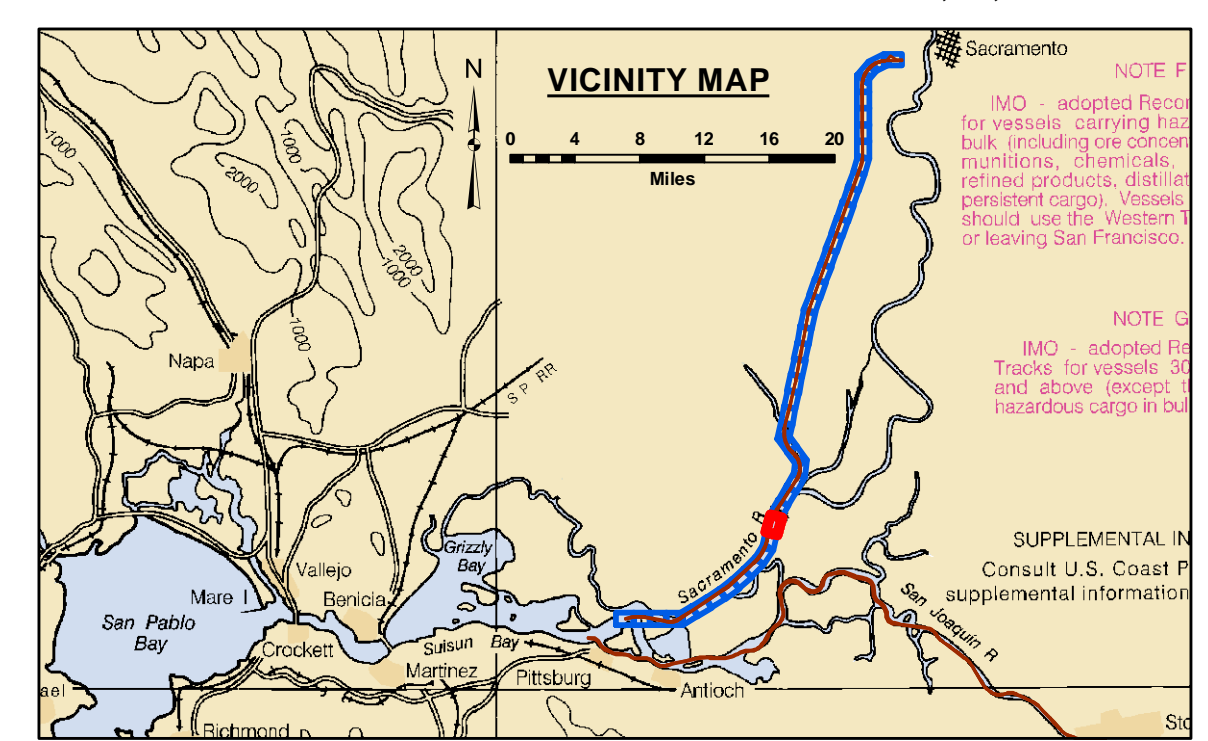 Sacramento
N
VICINITY MAP
0 4 8 12 16 20
Miles
NOTE F
IMO - adopted Recor
for vessels carrying haz
bulk (including ore concen
munitions, chemicals,
refined products, distillat
persistent cargo). Vessels
should use the Western T
or leaving San Francisco.
1000
1000
2000
2000
1000
1000
NOTE G
IMO - adopted Re
Tracks for vessels 30
and above (except t
hazardous cargo in bul
Napa
S P RR
Sacramento R
Grizzly
Bay
SUPPLEMENTAL IN
Consult U.S. Coast P
supplemental information
Vallejo
Mare I
Benicia
San Pablo
Bay
Crockett
Suisun Bay
Martinez
Pittsburg
Antioch
San Joaquin R
ael
Richmond
Sto